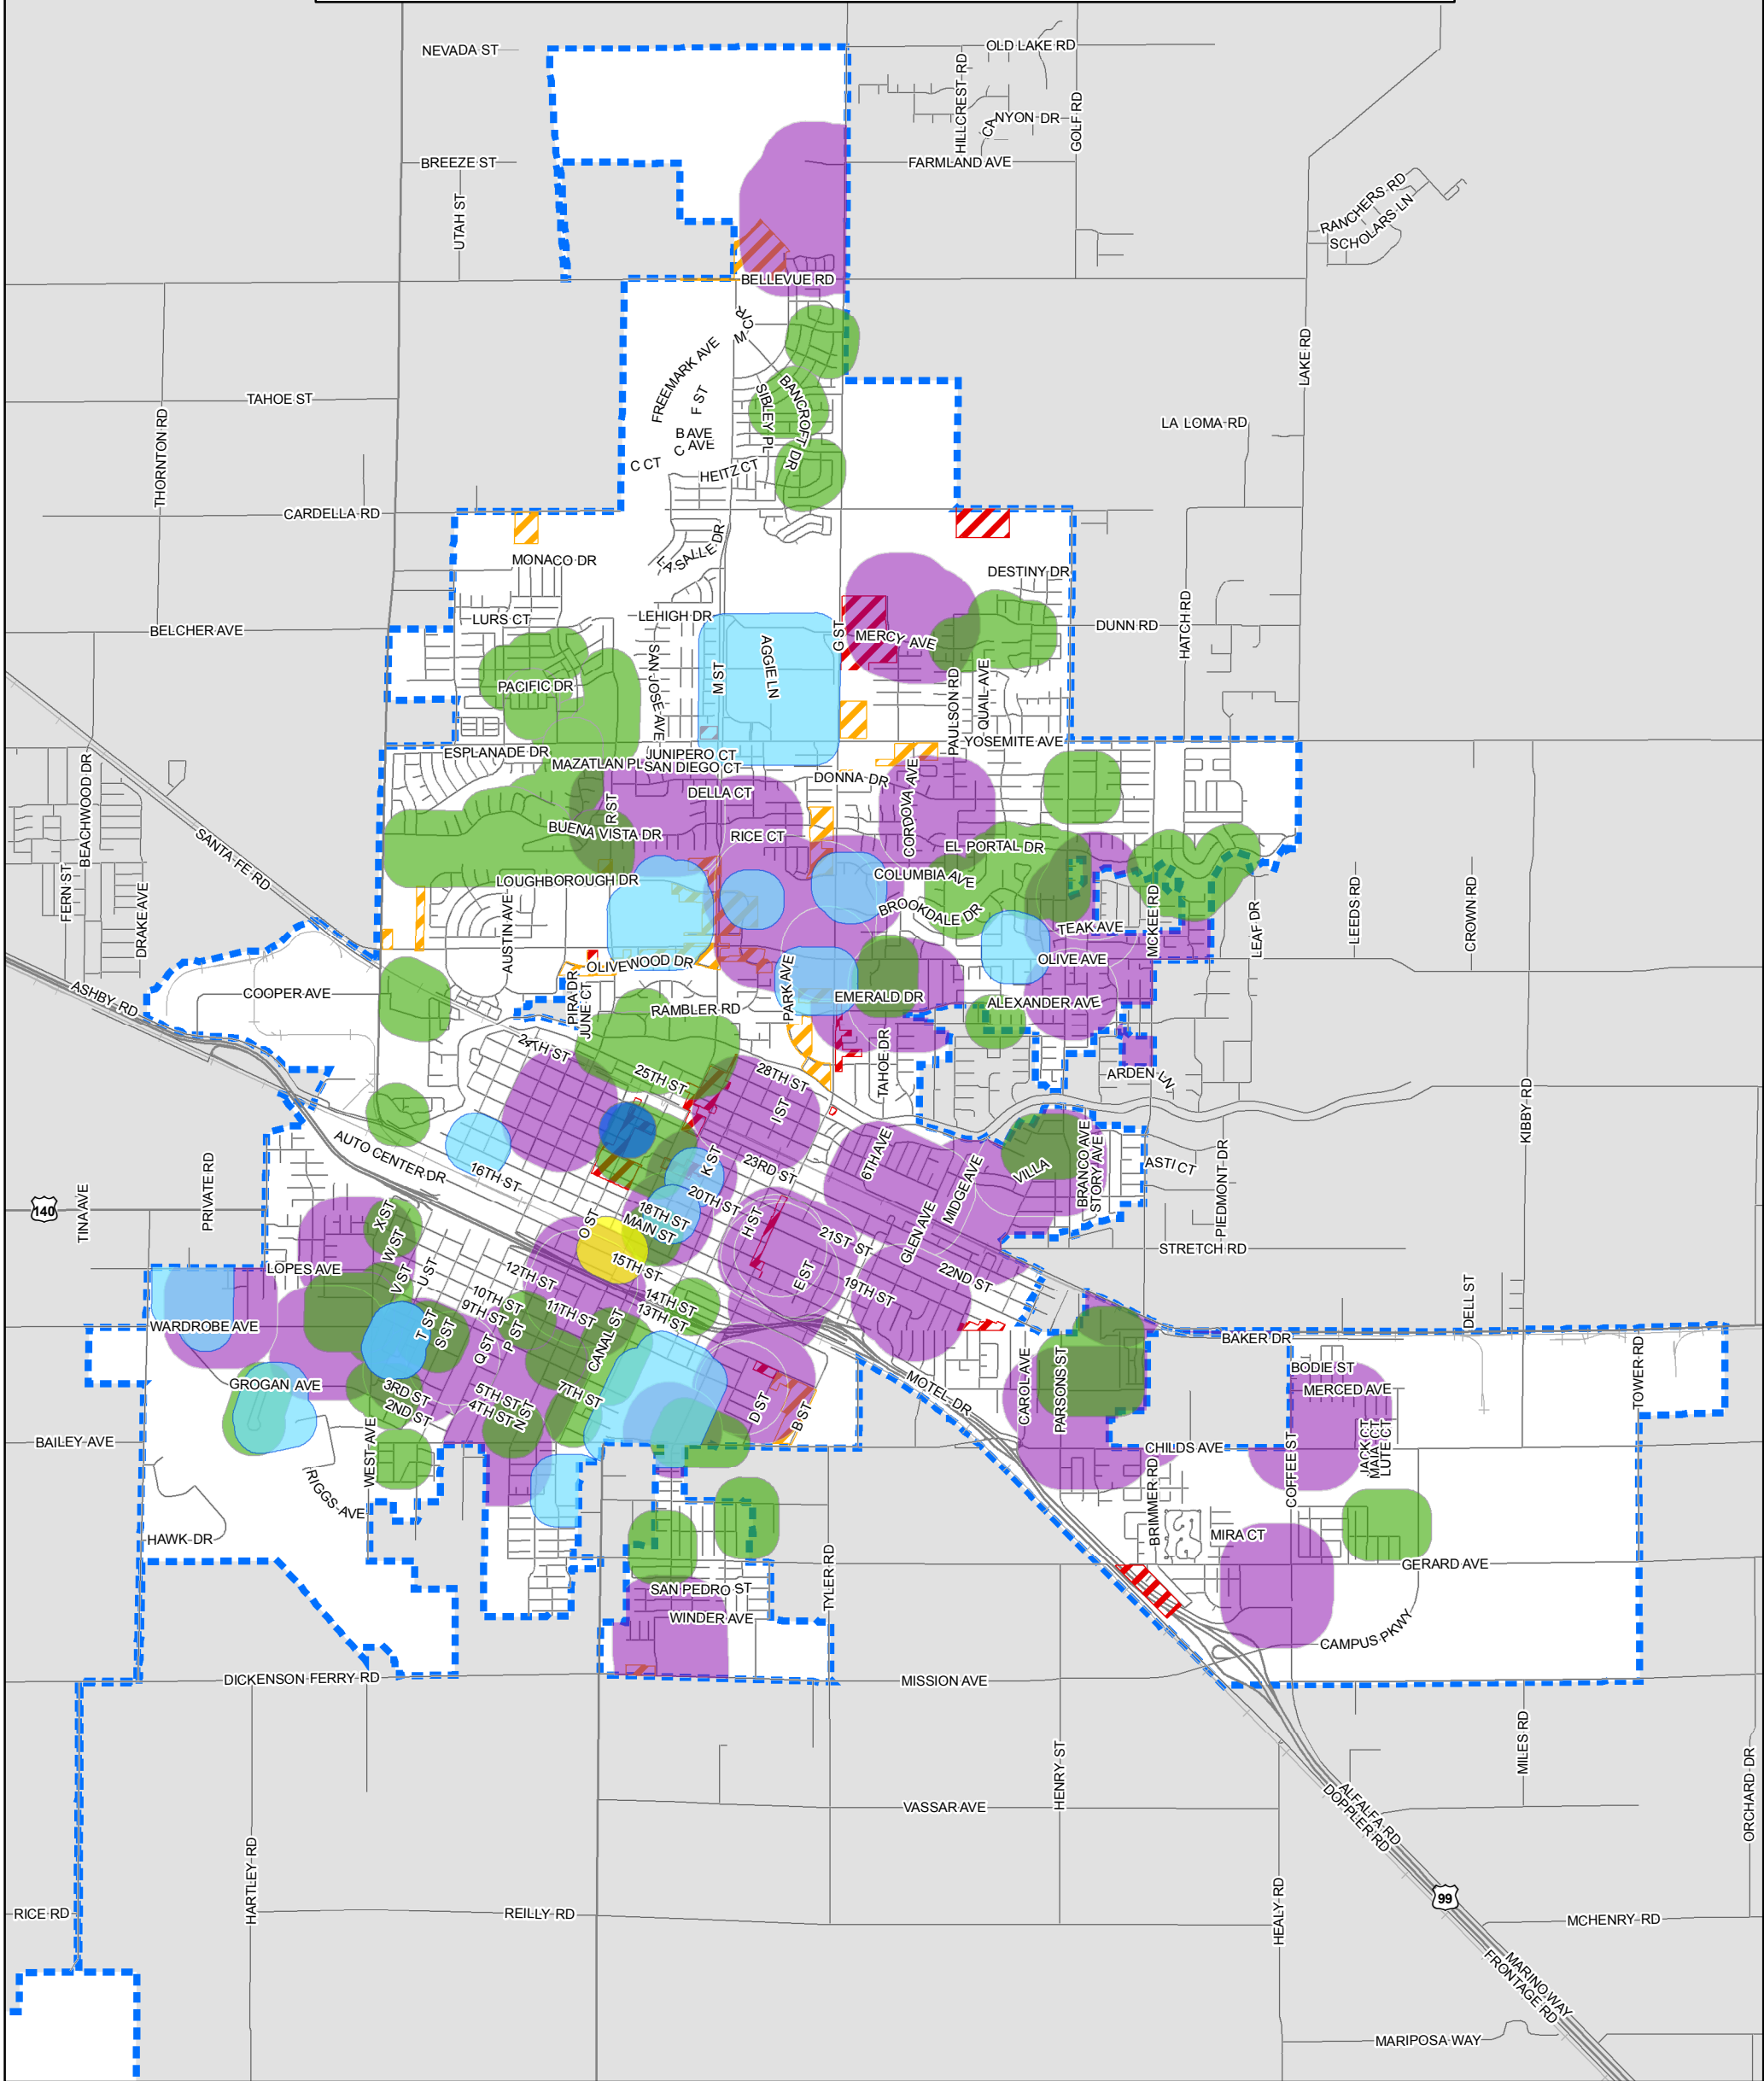 NEVADA ST
OLD LAKE RD
HILLCREST RD
CANYON DR
GOLF RD
BREEZE ST
FARMLAND AVE
UTAH ST
RANCHERS RD
SCHOLARS LN
BELLEVUE RD
M CIR
FREEMARK AVE
LAKE RD
TAHOE ST
F ST
SIBLEY PL
BANCROFT DR
THORNTON RD
B AVE
C AVE
LA LOMA RD
C CT
HEITZ CT
CARDELLA RD
LA SALLE DR
MONACO DR
DESTINY DR
HATCH RD
LURS CT
LEHIGH DR
BELCHER AVE
G ST
MERCY AVE
DUNN RD
AGGIE LN
M ST
SAN JOSE AVE
PACIFIC DR
PAULSON RD
QUAIL AVE
ESPLANADE DR
JUNIPERO CT
YOSEMITE AVE
MAZATLAN PL
SAN DIEGO CT
DONNA DR
BEACHWOOD DR
DELLA CT
CORDOVA AVE
R ST
BUENA VISTA DR
RICE CT
EL PORTAL DR
SANTA FE RD
LOUGHBOROUGH DR
COLUMBIA AVE
FERN ST
DRAKE AVE
AUSTIN AVE
BROOKDALE DR
TEAK AVE
MCKEE RD
LEAF DR
LEEDS RD
CROWN RD
OLIVEWOOD DR
OLIVE AVE
ASHBY RD
COOPER AVE
PIRA DR
JUNE CT
PARK AVE
EMERALD DR
RAMBLER RD
ALEXANDER AVE
24TH ST
25TH ST
28TH ST
TAHOE DR
ARDEN LN
I ST
KIBBY RD
AUTO CENTER DR
16TH ST
K ST
23RD ST
6TH AVE
MIDGE AVE
VILLA
BRANCO AVE
STORY AVE
ASTI CT
PIEDMONT DR
140
TINA AVE
PRIVATE RD
X ST
W ST
20TH ST
18TH ST
MAIN ST
O ST
H ST
21ST ST
GLEN AVE
STRETCH RD
LOPES AVE
V ST
U ST
12TH ST
15TH ST
E ST
19TH ST
22ND ST
DELL ST
10TH ST
9TH ST
11TH ST
14TH ST
13TH ST
WARDROBE AVE
T ST
S ST
Q ST
P ST
CANAL ST
BAKER DR
TOWER RD
GROGAN AVE
3RD ST
2ND ST
5TH ST
4TH ST
N ST
7TH ST
D ST
B ST
MOTEL DR
CAROL AVE
PARSONS ST
BODIE ST
MERCED AVE
BAILEY AVE
WEST AVE
CHILDS AVE
COFFEE ST
JACK CT
MAIA CT
LUTE CT
RIGGS AVE
BRIMMER RD
HAWK DR
MIRA CT
GERARD AVE
TYLER RD
SAN PEDRO ST
WINDER AVE
CAMPUS PKWY
DICKENSON FERRY RD
MISSION AVE
HENRY ST
MILES RD
ORCHARD DR
VASSAR AVE
ALFALFA RD
DOPPLER RD
HARTLEY RD
99
RICE RD
REILLY RD
HEALY RD
MCHENRY RD
MARINO WAY
FRONTAGE RD
MARIPOSA WAY